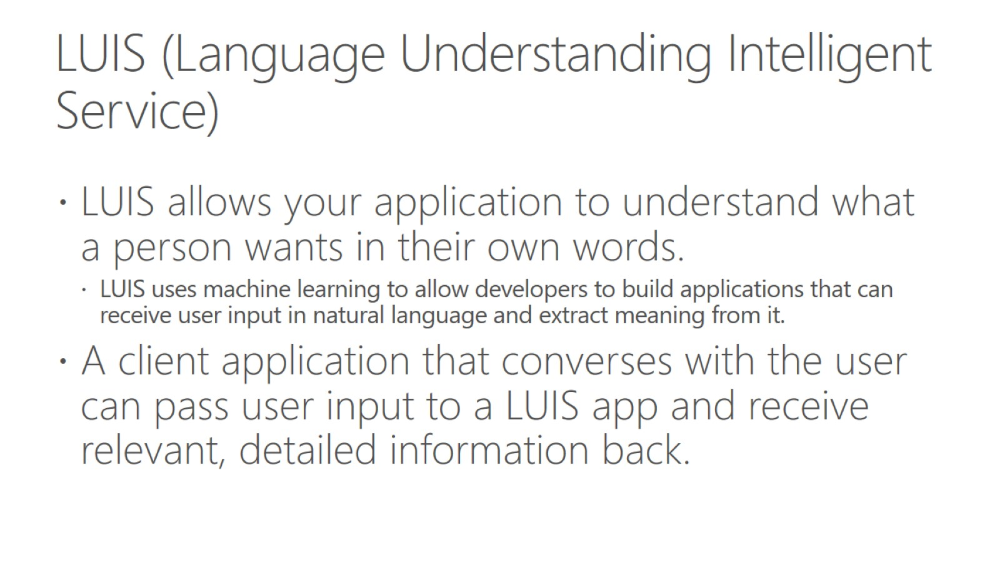 LUIS (Language Understanding Intelligent
Service)
• LUIS allows your application to understand what
a person wants in their own words.
• LUIS uses machine learning to allow developers to build applications that can
receive user input in natural language and extract meaning from it.
• A client application that converses with the user
can pass user input to a LUIS app and receive
relevant, detailed information back.